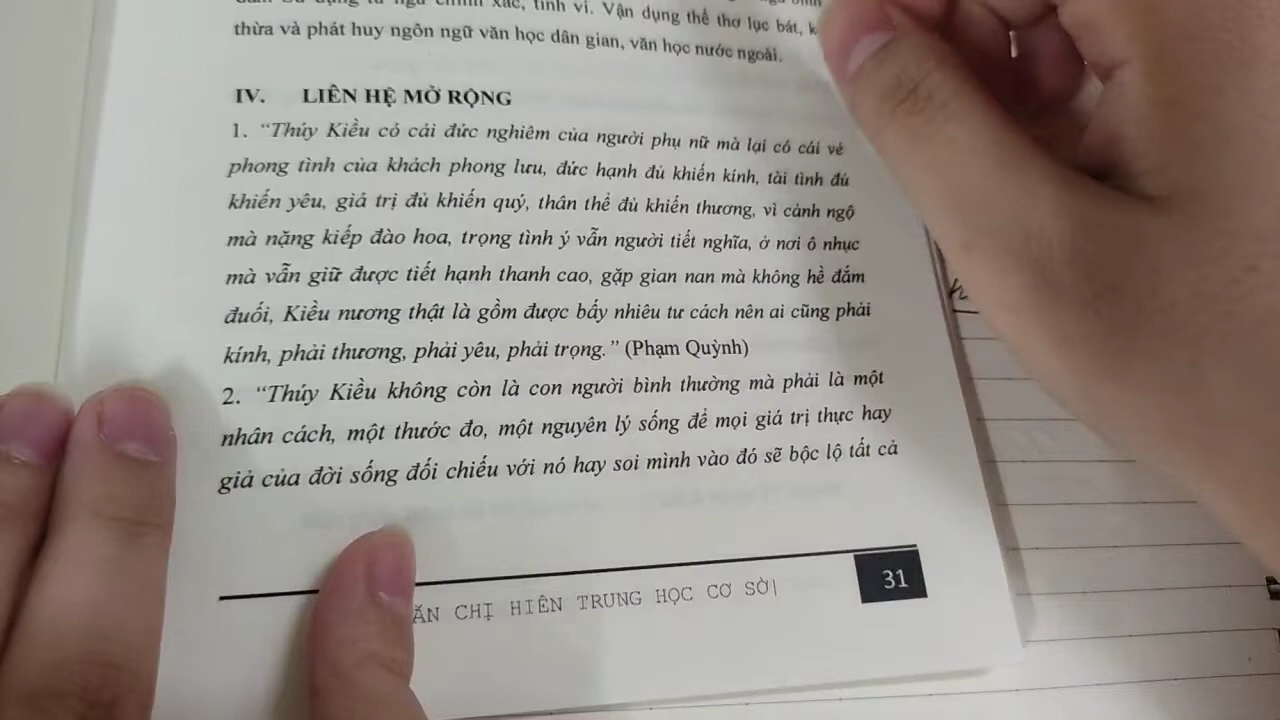 xác, tinh vi. Vận dụng thể thơ lục bát,
thừa và phát huy ngôn ngữ văn học dân gian, văn học nước ngoài.
IV. LIÊN HỆ MỞ RỘNG
1. “Thúy Kiều có cái đức nghiêm của người phụ nữ mà lại có cái vẻ
phong tình của khách phong lưu, đức hạnh đủ khiến kính, tài tình đủ
khiến yêu, giá trị đủ khiến quý, thân thế đủ khiến thương, vì cảnh ngộ
mà nặng kiếp đào hoa, trọng tình ý vẫn người tiết nghĩa, ở nơi ô nhục
mà vẫn giữ được tiết hạnh thanh cao, gặp gian nan mà không hề đắm
đuối, Kiều nương thật là gồm được bấy nhiêu tư cách nên ai cũng phải
kính, phải thương, phải yêu, phải trọng.” (Phạm Quỳnh)
2. “Thúy Kiều không còn là con người bình thường mà phải là một
nhân cách, một thước đo, một nguyên lý sống để mọi giá trị thực hay
giả của đời sống đối chiếu với nó hay soi mình vào đó sẽ bộc lộ tất cả
ĂN CHỊ HIÊN TRUNG HỌC CƠ SỞ| 31